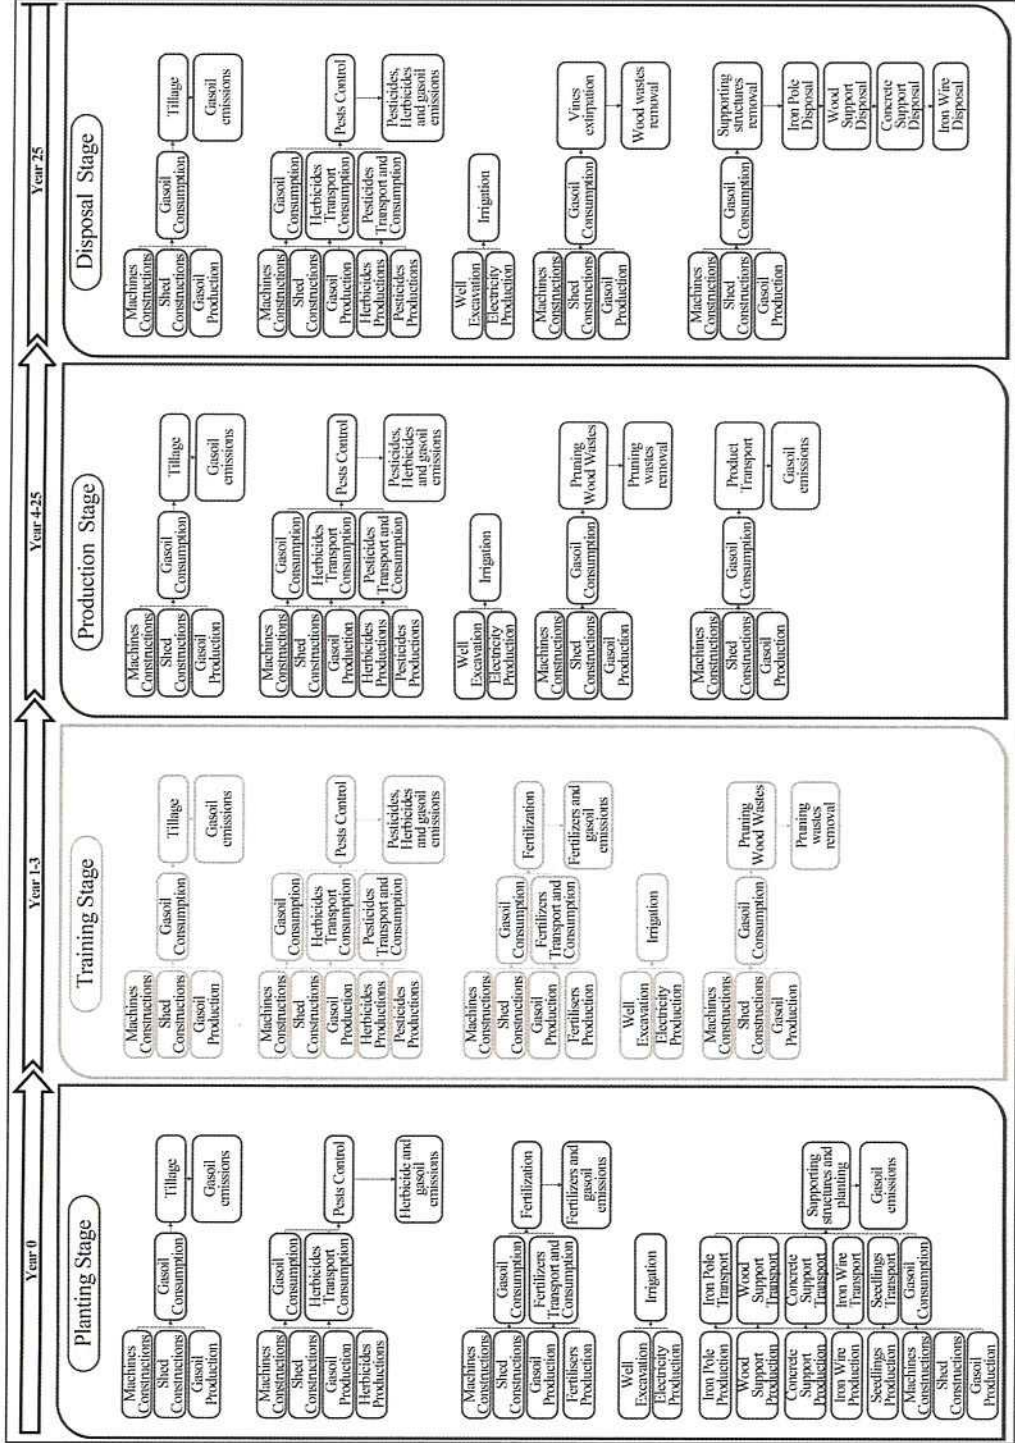 Year 0
Year 1-3
Year 4-25
Year 25
Planting Stage
Machines
Constructions
Shed
Constructions
Gasoil
Production
Gasoil
Consumption
Tillage
Gasoil
emissions
Machines
Constructions
Shed
Constructions
Gasoil
Production
Herbicides
Productions
Gasoil
Consumption
Herbicides
Transport
Consumption
Pests Control
Herbicide and
gasoil
emissions
Machines
Constructions
Shed
Constructions
Gasoil
Production
Fertilisers
Production
Gasoil
Consumption
Fertilizers
Transport and
Consumption
Fertilization
Fertilizers and
gasoil
emissions
Well
Excavation
Electricity
Production
Irrigation
Iron Pole
Production
Wood
Support
Production
Concrete
Support
Production
Iron Wire
Production
Seedlings
Production
Machines
Constructions
Shed
Constructions
Gasoil
Production
Iron Pole
Transport
Wood
Support
Transport
Concrete
Support
Transport
Iron Wire
Transport
Seedlings
Transport
Gasoil
Consumption
Supporting
structures and
planting
Gasoil
emissions
Training Stage
Machines
Constructions
Shed
Constructions
Gasoil
Production
Gasoil
Consumption
Tillage
Gasoil
emissions
Machines
Constructions
Shed
Constructions
Gasoil
Production
Herbicides
Productions
Pesticides
Productions
Gasoil
Consumption
Herbicides
Transport
Consumption
Pesticides
Transport and
Consumption
Pests Control
Pesticides,
Herbicides
and gasoil
emissions
Machines
Constructions
Shed
Constructions
Gasoil
Production
Fertilisers
Production
Gasoil
Consumption
Fertilizers
Transport and
Consumption
Fertilization
Fertilizers and
gasoil
emissions
Well
Excavation
Electricity
Production
Irrigation
Machines
Constructions
Shed
Constructions
Gasoil
Production
Gasoil
Consumption
Pruning
Wood Wastes
Pruning
wastes
removal
Production Stage
Machines
Constructions
Shed
Constructions
Gasoil
Production
Gasoil
Consumption
Tillage
Gasoil
emissions
Machines
Constructions
Shed
Constructions
Gasoil
Production
Herbicides
Productions
Pesticides
Productions
Gasoil
Consumption
Herbicides
Transport
Consumption
Pesticides
Transport and
Consumption
Pests Control
Pesticides,
Herbicides
and gasoil
emissions
Well
Excavation
Electricity
Production
Irrigation
Machines
Constructions
Shed
Constructions
Gasoil
Production
Gasoil
Consumption
Pruning
Wood Wastes
Pruning
wastes
removal
Machines
Constructions
Shed
Constructions
Gasoil
Production
Gasoil
Consumption
Product
Transport
Gasoil
emissions
Disposal Stage
Machines
Constructions
Shed
Constructions
Gasoil
Production
Gasoil
Consumption
Tillage
Gasoil
emissions
Machines
Constructions
Shed
Constructions
Gasoil
Production
Herbicides
Productions
Pesticides
Productions
Gasoil
Consumption
Herbicides
Transport
Consumption
Pesticides
Transport and
Consumption
Pests Control
Pesticides,
Herbicides
and gasoil
emissions
Well
Excavation
Electricity
Production
Irrigation
Machines
Constructions
Shed
Constructions
Gasoil
Production
Gasoil
Consumption
Vines
extirpation
Wood wastes
removal
Machines
Constructions
Shed
Constructions
Gasoil
Production
Gasoil
Consumption
Supporting
structures
removal
Iron Pole
Disposal
Wood
Support
Disposal
Concrete
Support
Disposal
Iron Wire
Disposal